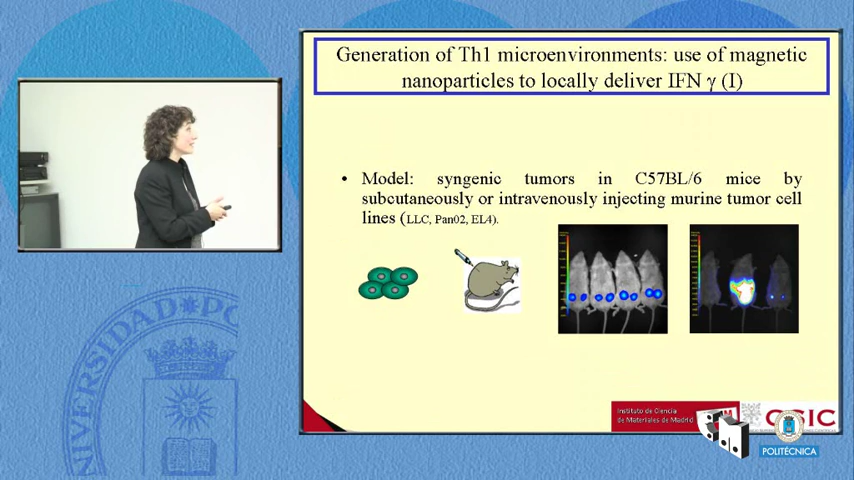 Generation of Th1 microenvironments: use of magnetic
nanoparticles to locally deliver IFN γ (I)
• Model: syngenic tumors in C57BL/6 mice by
subcutaneously or intravenously injecting murine tumor cell
lines (LLC, Pan02, EL4).
Instituto de Ciencia
de Materiales de Madrid
CSIC
POLITÉCNICA
UNIVERSIDAD PO